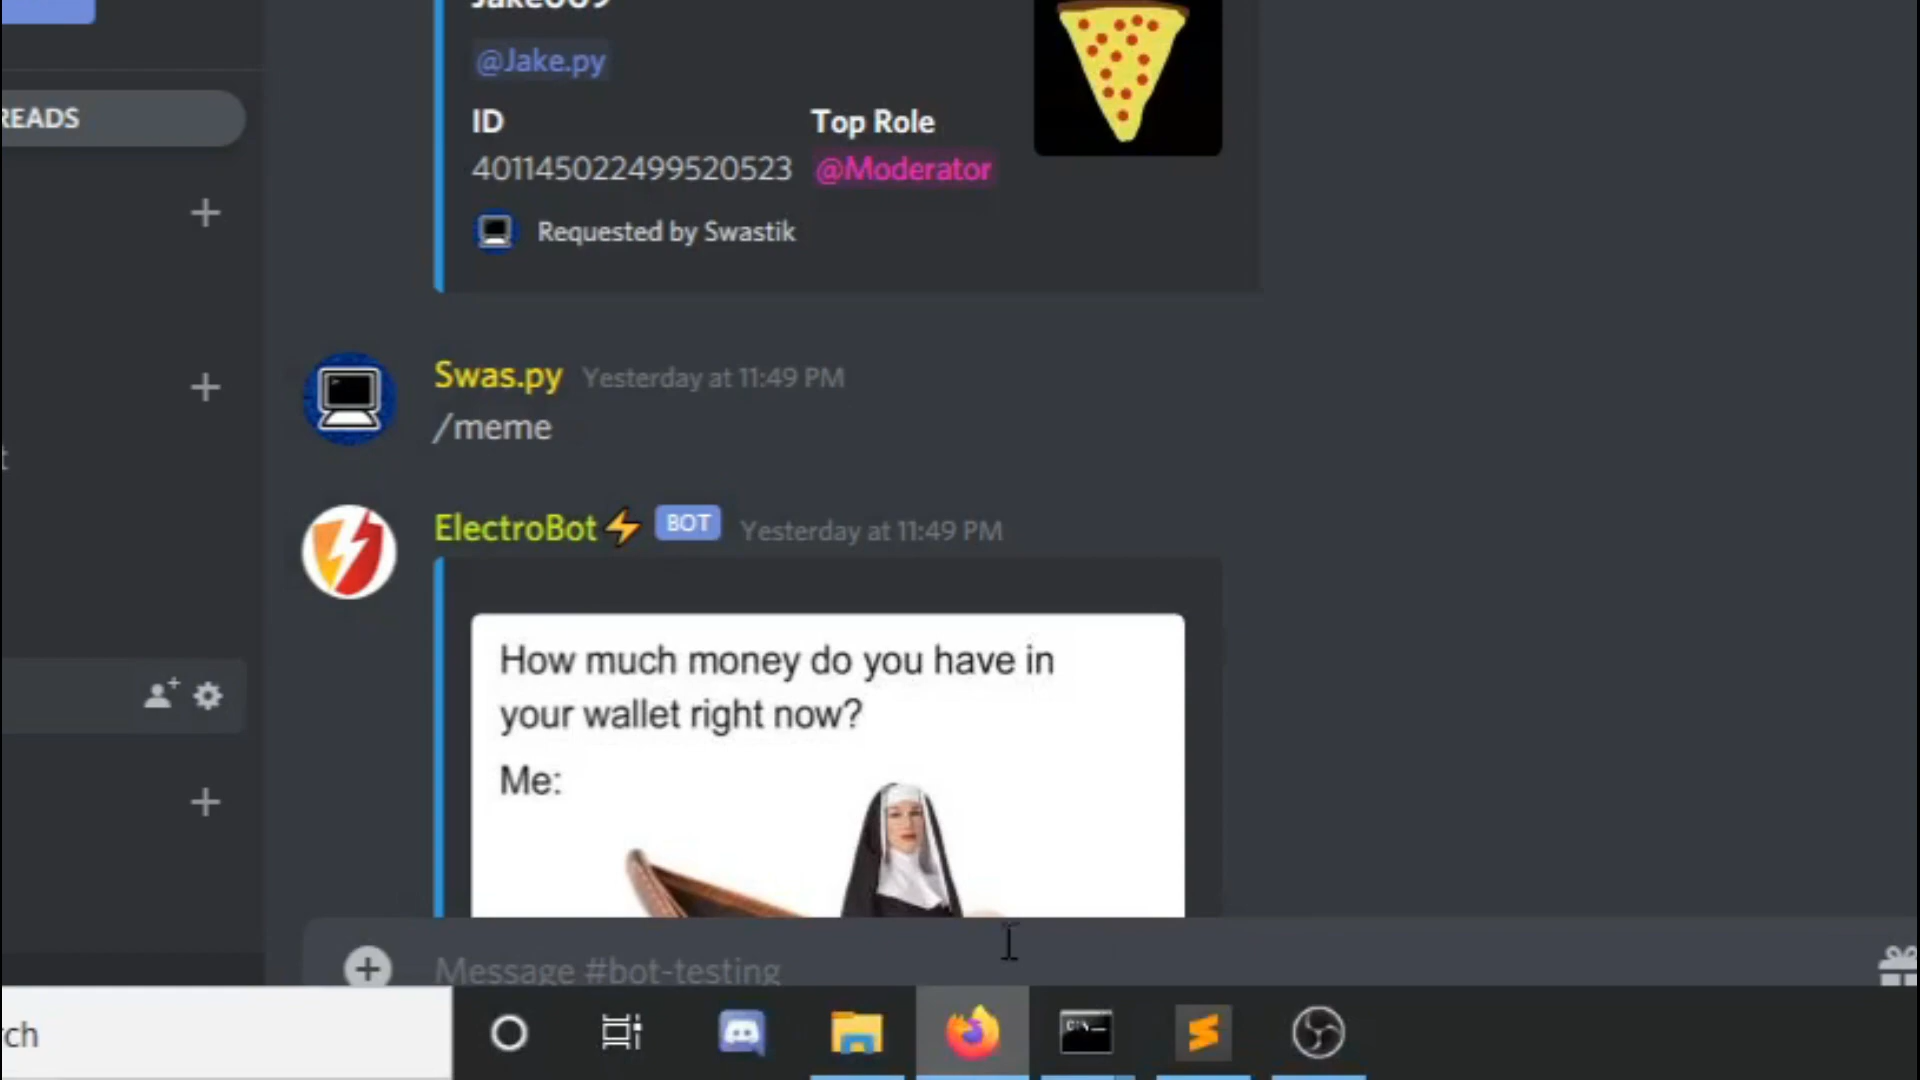 Jake009
@Jake.py
READS
ID Top Role
401145022499520523 @Moderator
Requested by Swastik
Swas.py Yesterday at 11:49 PM
/meme
ElectroBot⚡ BOT Yesterday at 11:49 PM
How much money do you have in
your wallet right now?
Me:
Message #bot-testing
rch